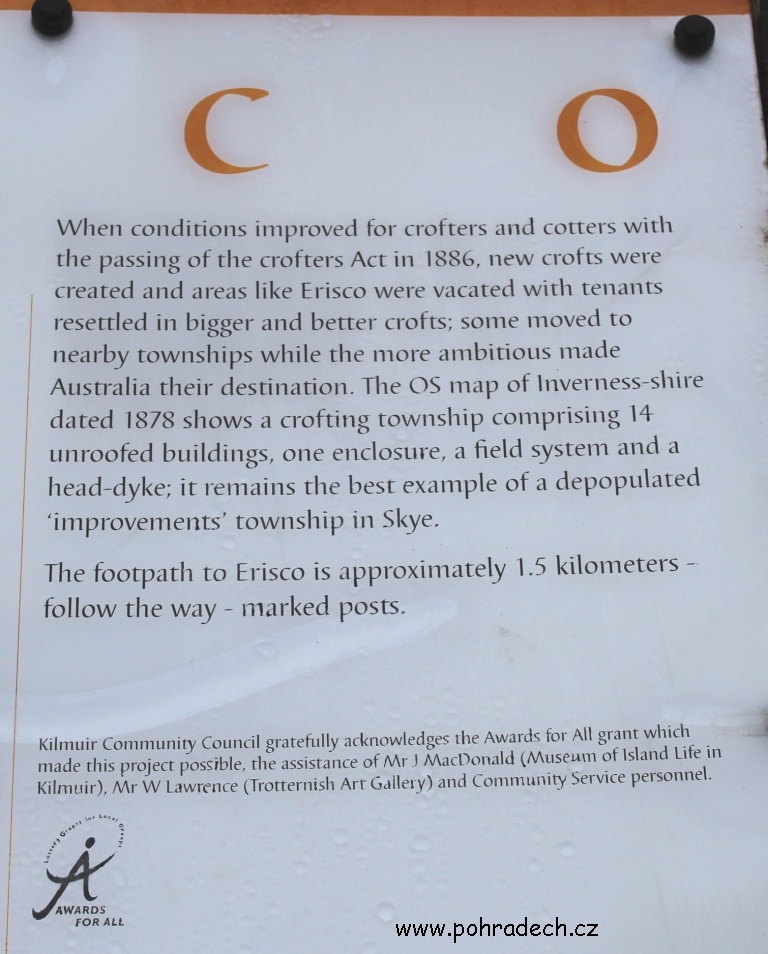 C O
When conditions improved for crofters and cotters with
the passing of the crofters Act in 1886, new crofts were
created and areas like Erisco were vacated with tenants
resettled in bigger and better crofts; some moved to
nearby townships while the more ambitious made
Australia their destination. The OS map of Inverness-shire
dated 1878 shows a crofting township comprising 14
unroofed buildings, one enclosure, a field system and a
head-dyke; it remains the best example of a depopulated
‘improvements’ township in Skye.
The footpath to Erisco is approximately 1.5 kilometers -
follow the way - marked posts.
Kilmuir Community Council gratefully acknowledges the Awards for All grant which
made this project possible, the assistance of Mr J MacDonald (Museum of Island Life in
Kilmuir), Mr W Lawrence (Trotternish Art Gallery) and Community Service personnel.
Lottery Grants for Local Groups
AWARDS
FOR ALL
www.pohradech.cz